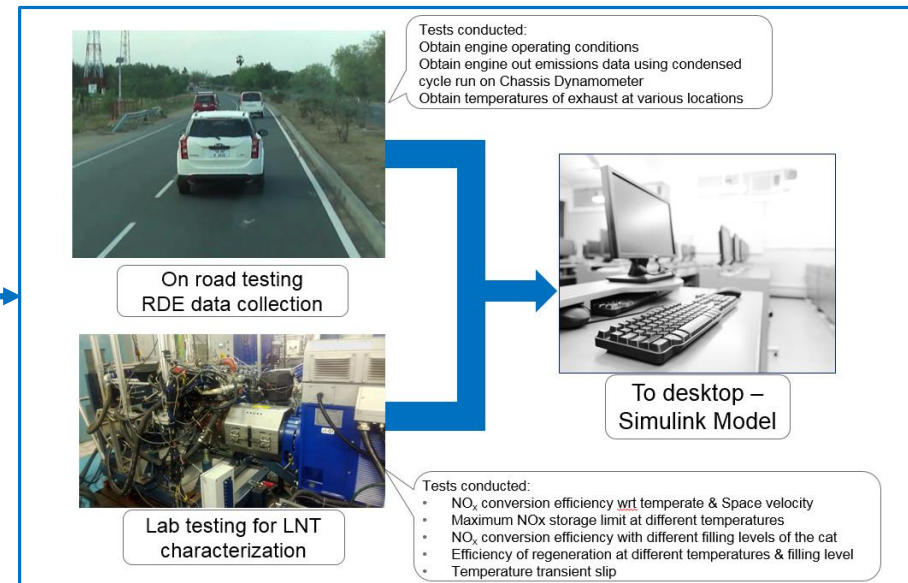 Tests conducted:
Obtain engine operating conditions
Obtain engine out emissions data using condensed
cycle run on Chassis Dynamometer
Obtain temperatures of exhaust at various locations
On road testing
RDE data collection
To desktop –
Simulink Model
Lab testing for LNT
characterization
Tests conducted:
• NOₓ conversion efficiency wrt temperate & Space velocity
• Maximum NOx storage limit at different temperatures
• NOₓ conversion efficiency with different filling levels of the cat
• Efficiency of regeneration at different temperatures & filling level
• Temperature transient slip